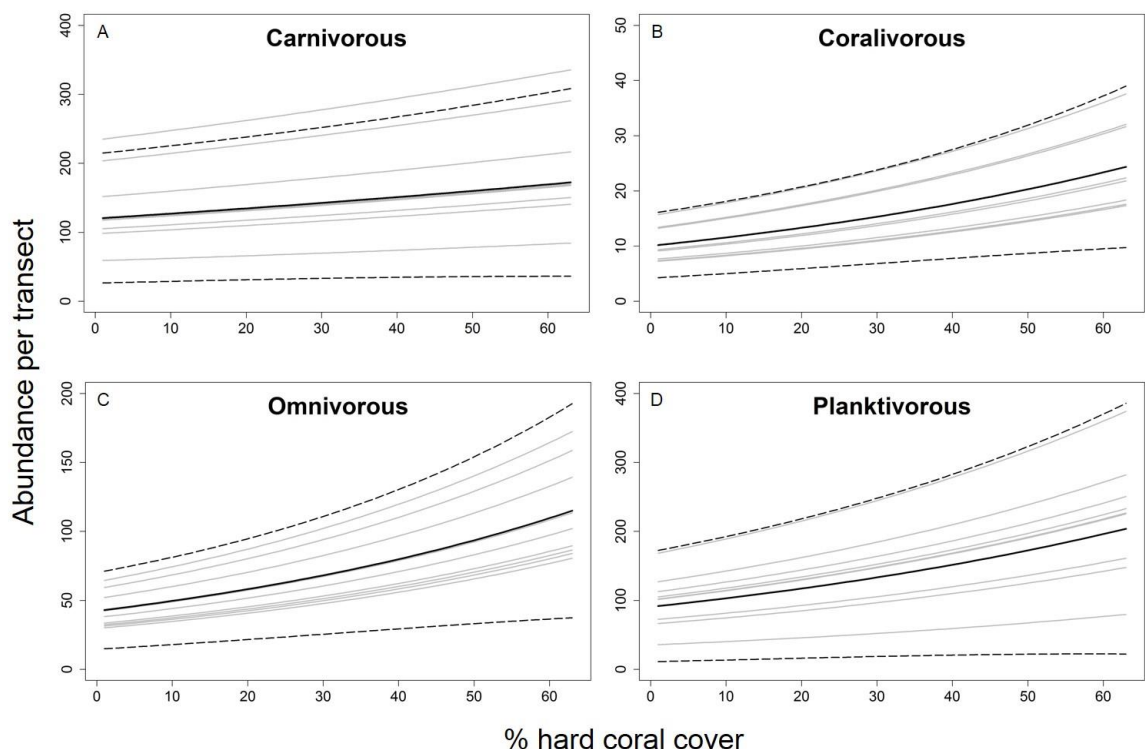 A
Carnivorous
400
300
200
100
0
0 10 20 30 40 50 60
B
Coralivorous
50
40
30
20
10
0
0 10 20 30 40 50 60
C
Omnivorous
200
150
100
50
0
0 10 20 30 40 50 60
D
Planktivorous
400
300
200
100
0
0 10 20 30 40 50 60
Abundance per transect
% hard coral cover